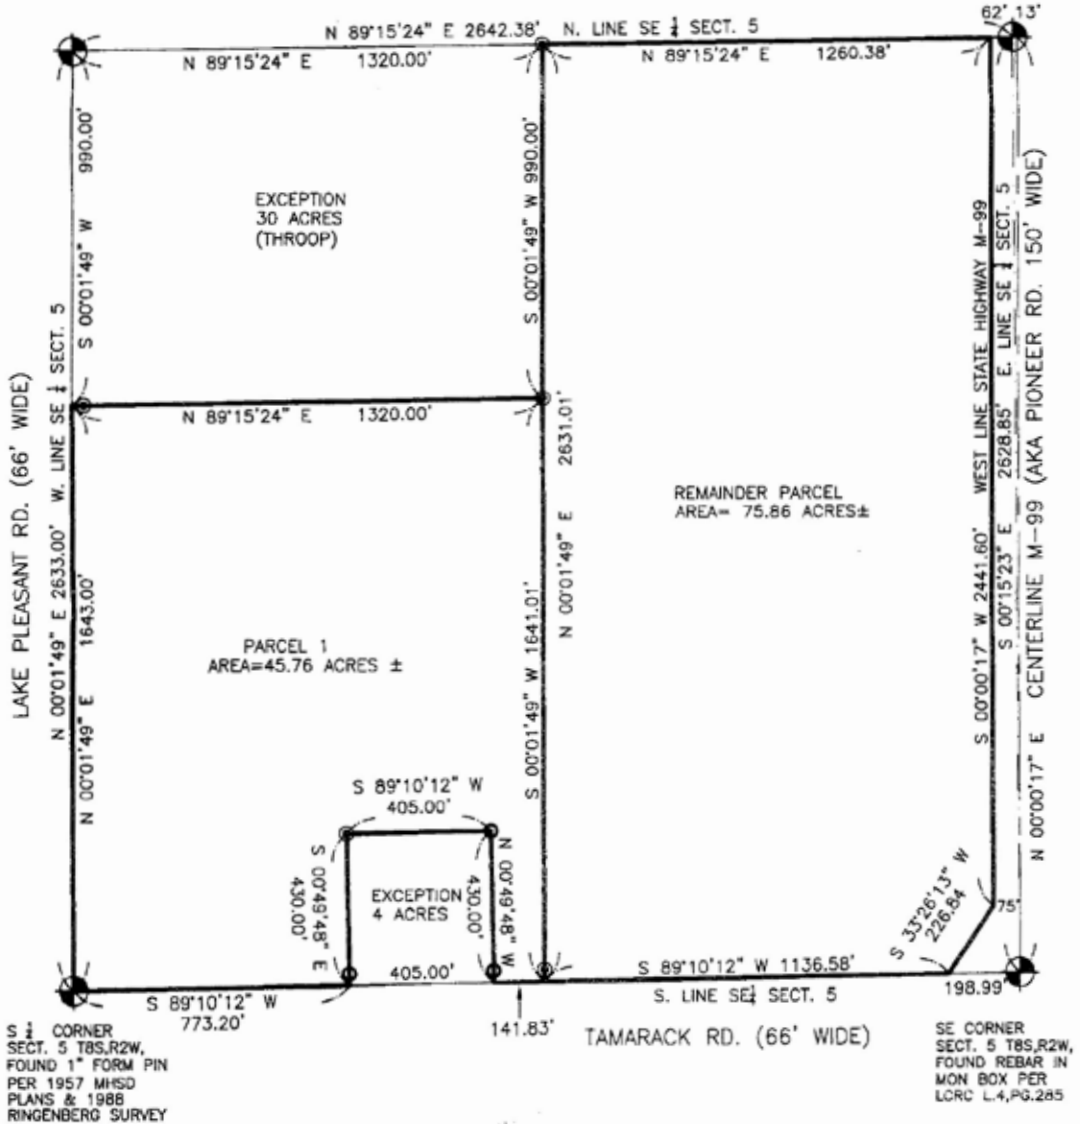 62' 13'
N 89°15'24" E 2642.38' N. LINE SE ¼ SECT. 5
N 89°15'24" E 1320.00'
N 89°15'24" E 1260.38'
S 00°01'49" W 990.00'
EXCEPTION
30 ACRES
(THROOP)
S 00°01'49" W 990.00'
N 89°15'24" E 1320.00'
LAKE PLEASANT RD. (66' WIDE)
N 00°01'49" E 2633.00' W. LINE SE ¼ SECT. 5
N 00°01'49" E 1643.00'
PARCEL 1
AREA=45.76 ACRES ±
S 00°01'49" W 1641.01'
N 00°01'49" E 2631.01'
REMAINDER PARCEL
AREA= 75.86 ACRES±
S 00°00'17" W 2441.60' WEST LINE STATE HIGHWAY M-99
S 00°15'23" E 2628.85' E. LINE SE ¼ SECT. 5
N 00°00'17" E CENTERLINE M-99 (AKA PIONEER RD. 150' WIDE)
S 89°10'12" W
405.00'
S 00°49'48" E
430.00'
EXCEPTION
4 ACRES
N 00°49'48" W
430.00'
405.00'
75'
S 33°26'13" W
226.84
S 89°10'12" W 1136.58'
S. LINE SE¼ SECT. 5
198.99'
S 89°10'12" W
773.20'
141.83'
TAMARACK RD. (66' WIDE)
S ¼ CORNER
SECT. 5 T8S,R2W,
FOUND 1" FORM PIN
PER 1957 MHSD
PLANS & 1988
RINGENBERG SURVEY
SE CORNER
SECT. 5 T8S,R2W,
FOUND REBAR IN
MON BOX PER
LCRC L.4,PG.285